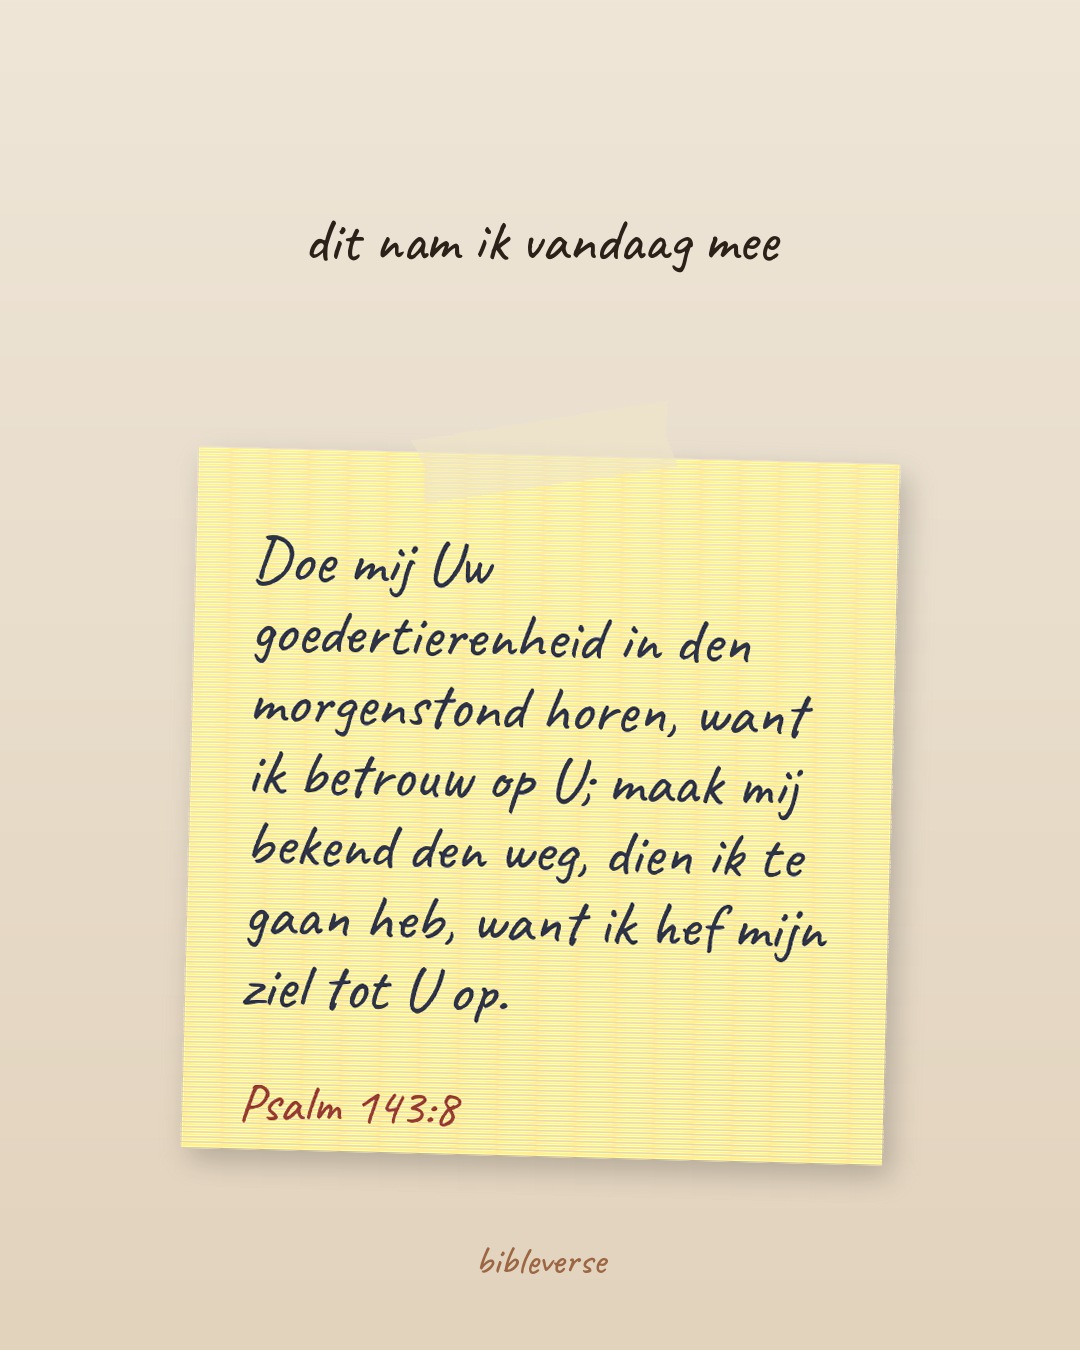 dit nam ik vandaag mee
Doe mij Uw
goedertierenheid in den
morgenstond horen, want
ik betrouw op U; maak mij
bekend den weg, dien ik te
gaan heb, want ik hef mijn
ziel tot U op.
Psalm 143:8
bibleverse